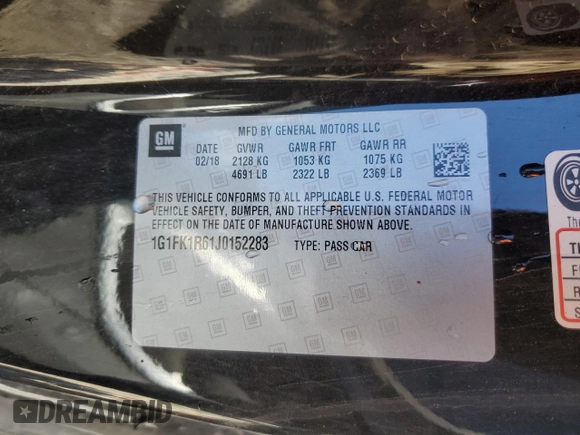 GM
MFD BY GENERAL MOTORS LLC
DATE GVWR GAWR FRT GAWR RR
02/18 2128 KG 1053 KG 1075 KG
4691 LB 2322 LB 2369 LB
THIS VEHICLE CONFORMS TO ALL APPLICABLE U.S. FEDERAL MOTOR
VEHICLE SAFETY, BUMPER, AND THEFT PREVENTION STANDARDS IN
EFFECT ON THE DATE OF MANUFACTURE SHOWN ABOVE.
1G1FK1R61J0152283 TYPE: PASS CAR
The
DREAMBID